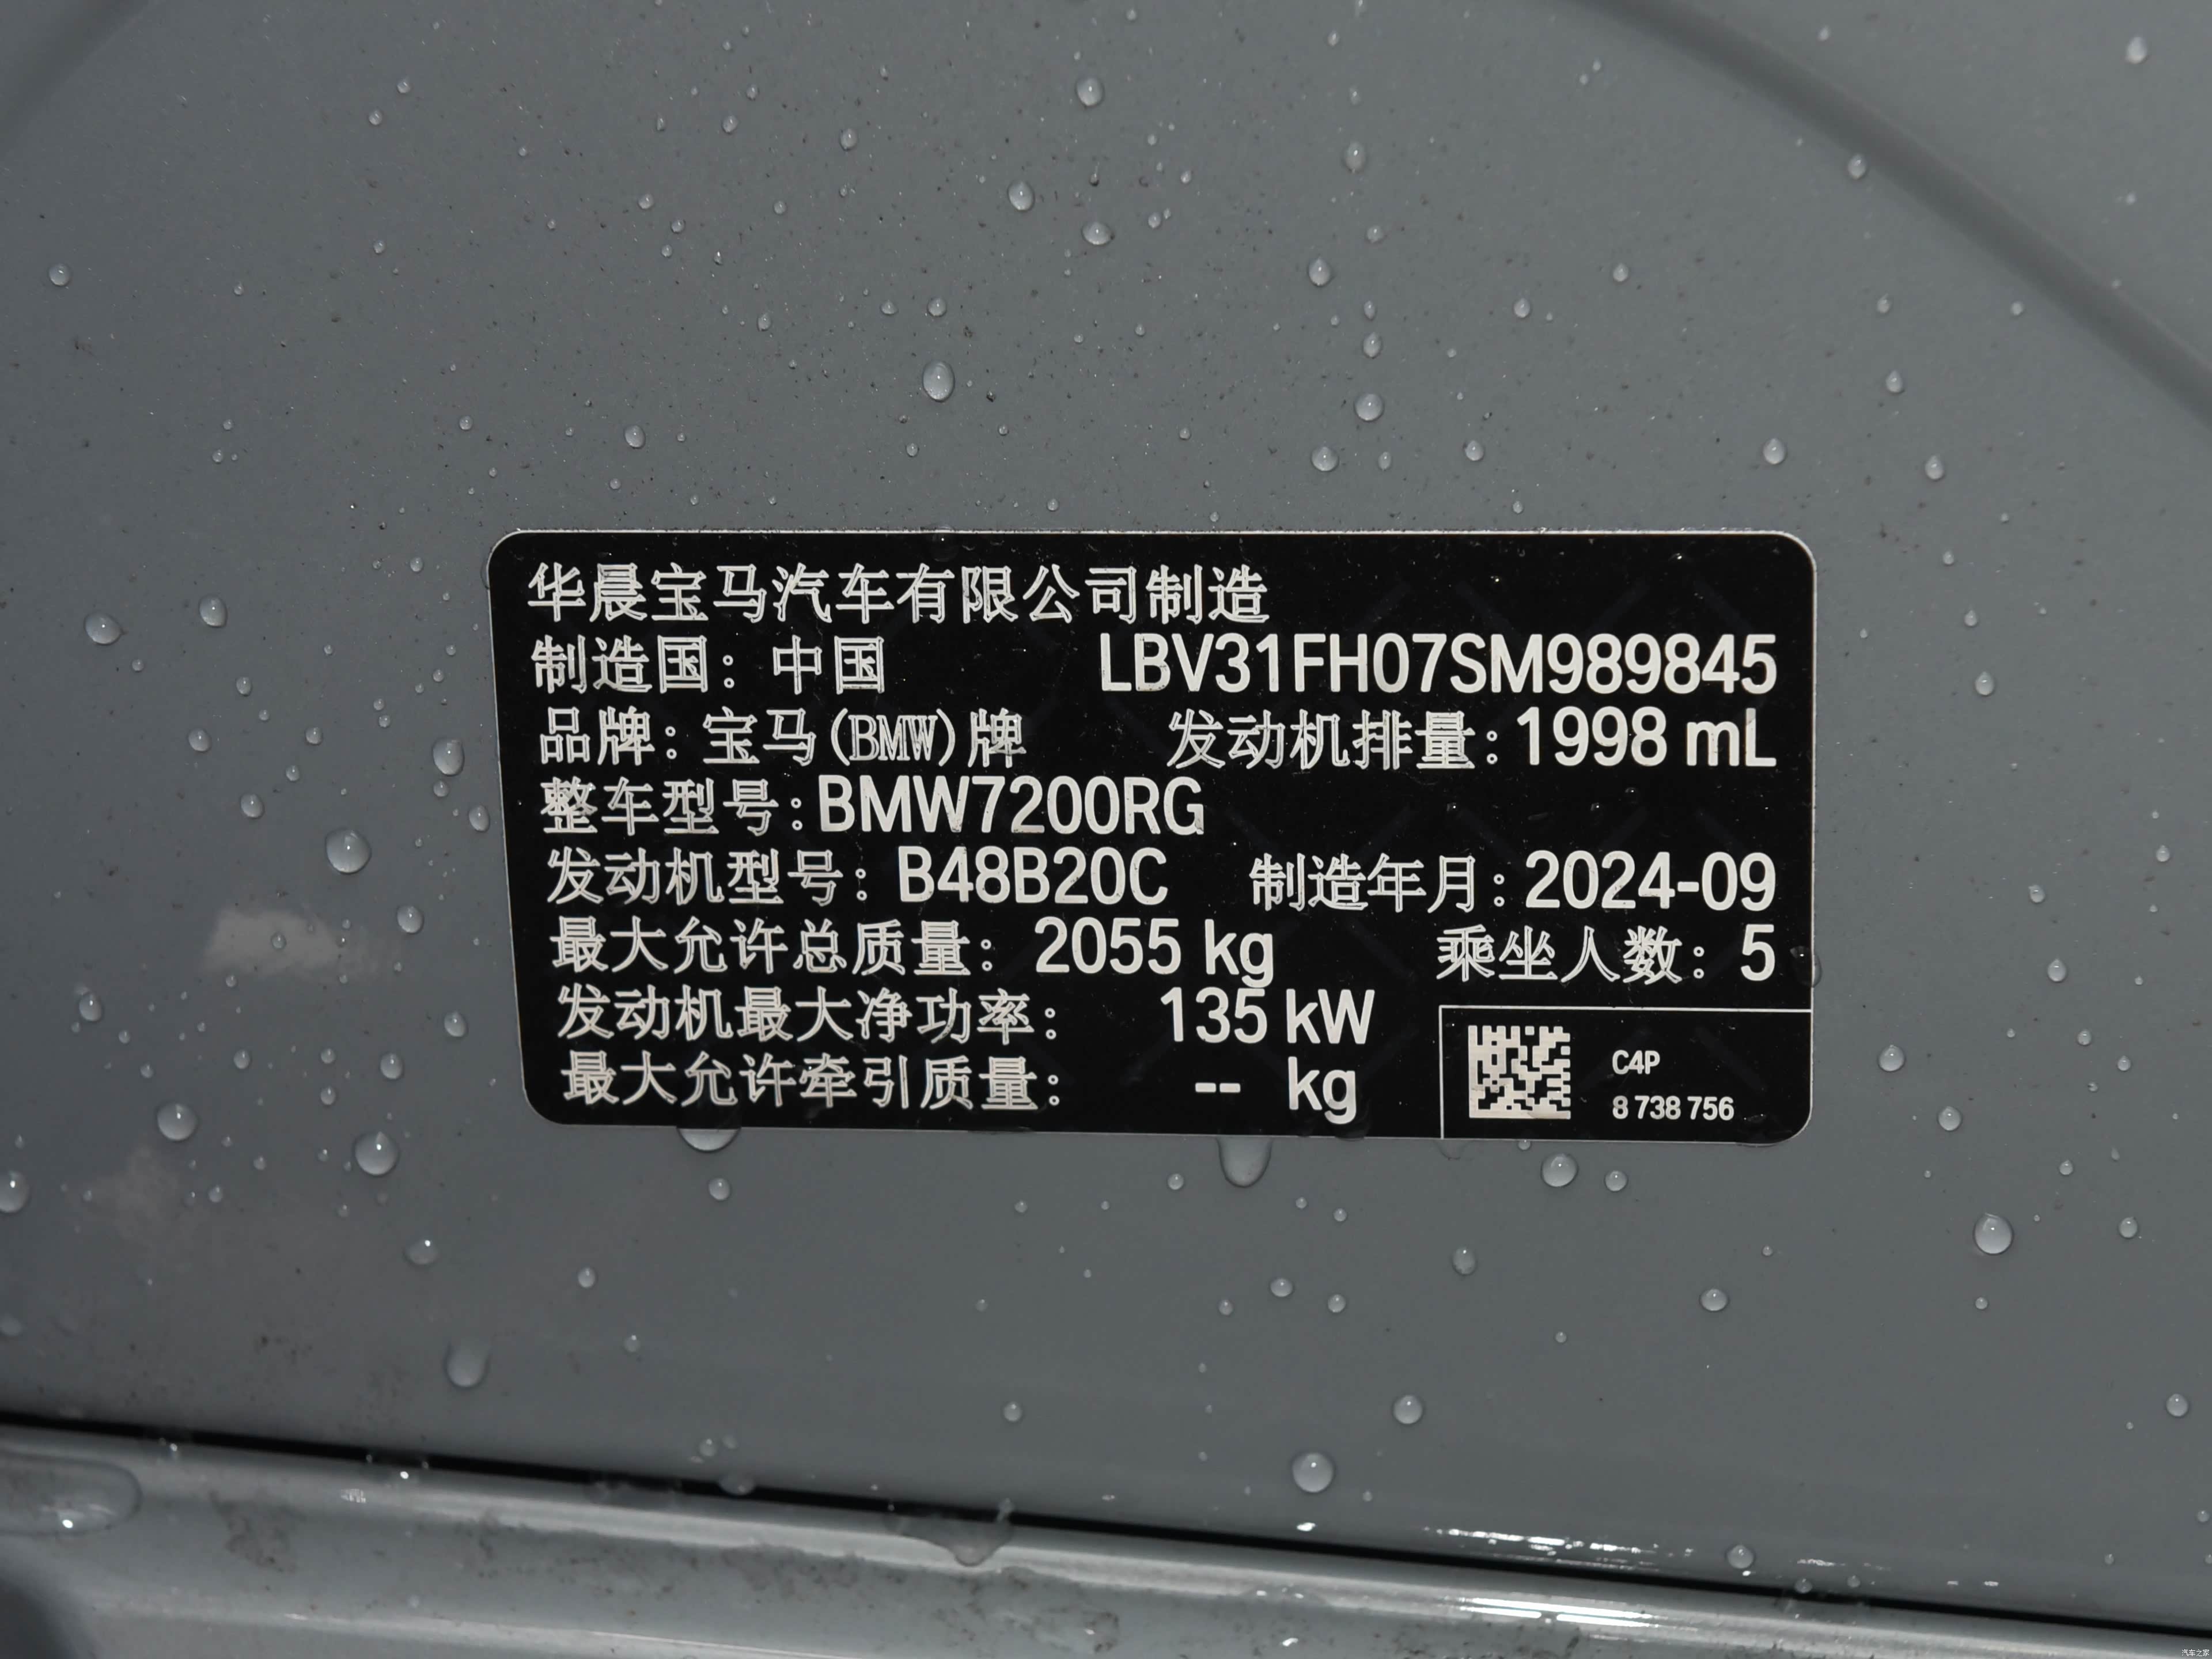 华晨宝马汽车有限公司制造
制造国：中国 LBV31FH07SM989845
品牌：宝马(BMW)牌 发动机排量：1998 mL
整车型号：BMW7200RG
发动机型号：B48B20C 制造年月：2024-09
最大允许总质量：2055 kg 乘坐人数：5
发动机最大净功率：135 kW
最大允许牵引质量：-- kg
C4P
8 738 756
汽车之家